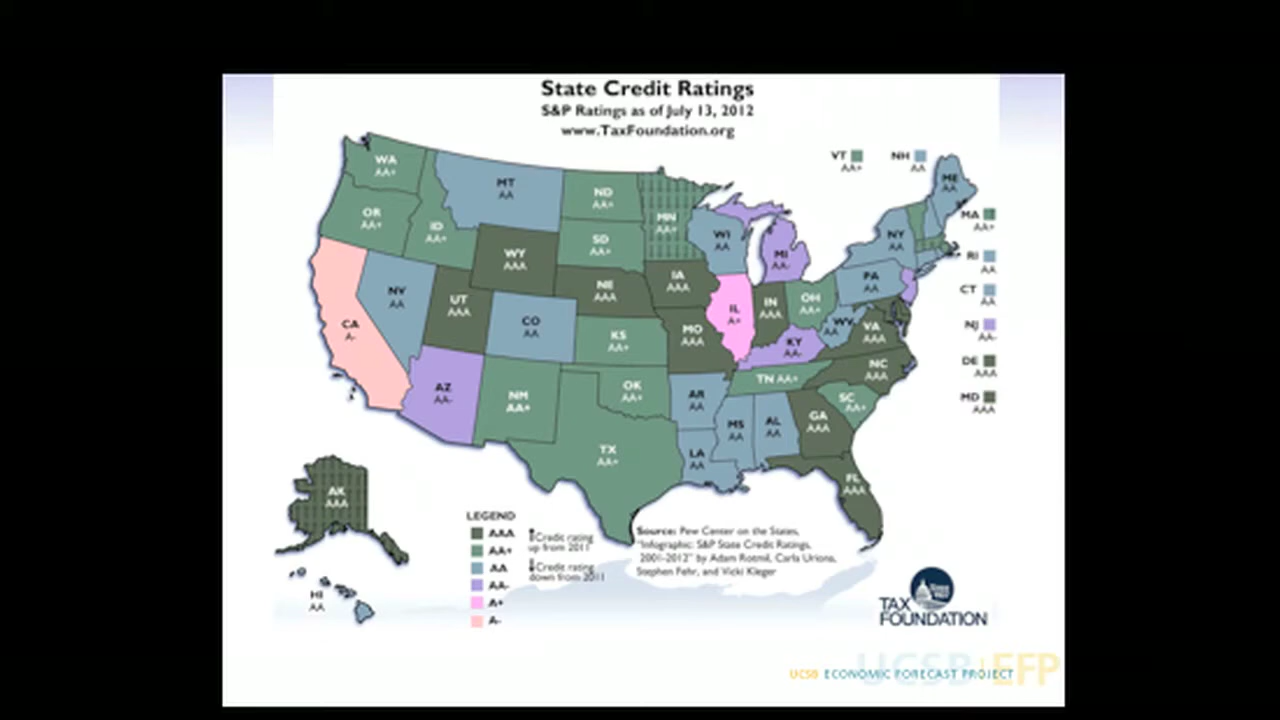 State Credit Ratings
S&P Ratings as of July 13, 2012
www.TaxFoundation.org
VT
AA+
NH
AA
WA
AA+
MT
AA
ND
AA+
MN
AA+
ME
AA
OR
AA+
ID
AA+
SD
AA+
WI
AA
MI
AA-
NY
AA
MA
AA+
WY
AAA
RI
AA
IA
AAA
PA
AA
CT
AA
NV
AA
UT
AAA
NE
AAA
IL
A+
IN
AAA
OH
AA+
NJ
AA-
CA
A-
CO
AA
KS
AA+
MO
AAA
KY
AA-
WV
AA
VA
AAA
DE
AAA
AZ
AA-
NM
AA+
OK
AA+
AR
AA
TN AA+
NC
AAA
MD
AAA
TX
AA+
LA
AA
MS
AA
AL
AA
GA
AAA
SC
AA+
FL
AAA
AK
AAA
HI
AA
LEGEND
AAA
AA+
AA
AA-
A+
A-
Credit rating
up from 2011
Credit rating
down from 2011
Source: Pew Center on the States,
"Infographic: S&P State Credit Ratings,
2001-2012" by Adam Rotmil, Carla Uriona,
Stephen Fehr, and Vicki Kleger
TAX
FOUNDATION
UCSB EFP
UCSB ECONOMIC FORECAST PROJECT